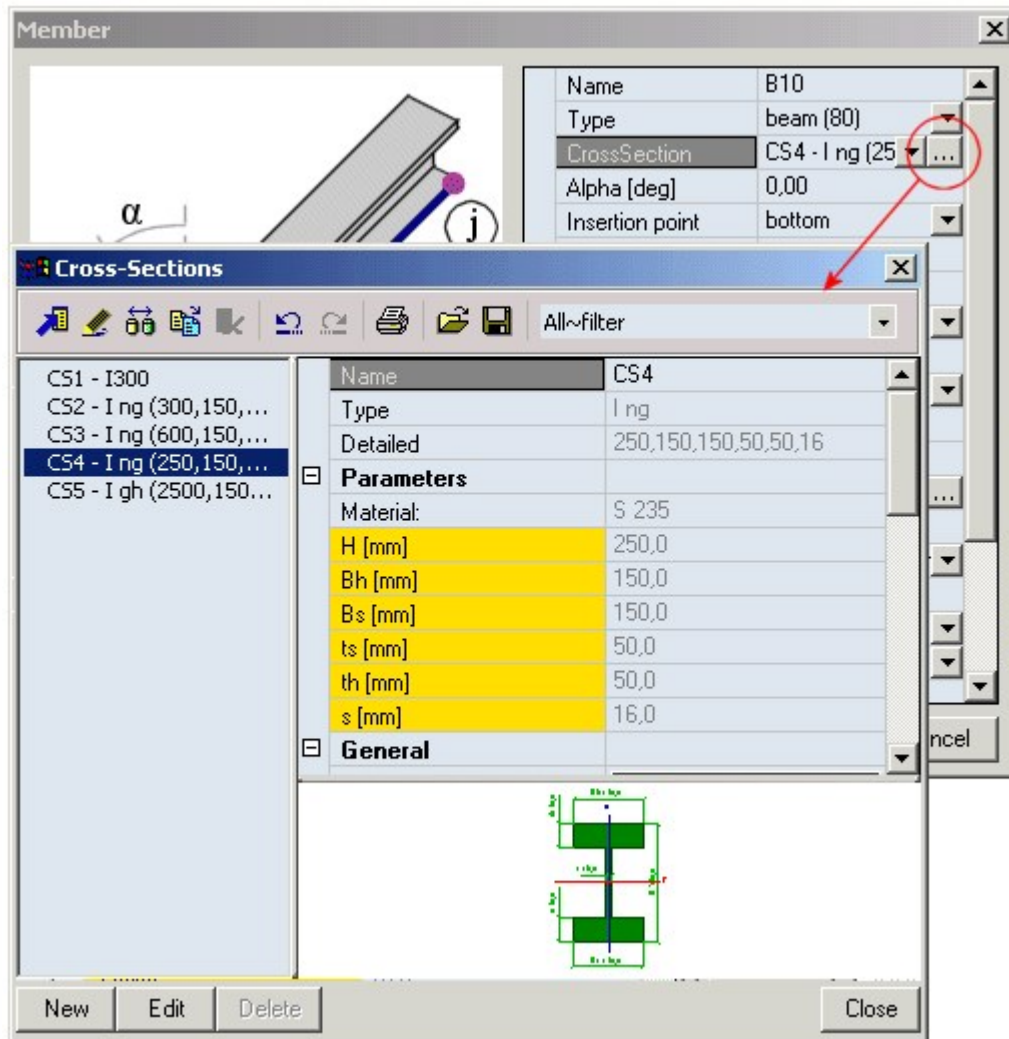 Member
Name B10
Type beam (80)
CrossSection CS4 - I ng (25 ...
Alpha [deg] 0,00
Insertion point bottom
α
j
Cross-Sections
All~filter
CS1 - I300
CS2 - I ng (300,150,...
CS3 - I ng (600,150,...
CS4 - I ng (250,150,...
CS5 - I gh (2500,150...
Name CS4
Type I ng
Detailed 250,150,150,50,50,16
Parameters
Material: S 235
H [mm] 250,0
Bh [mm] 150,0
Bs [mm] 150,0
ts [mm] 50,0
th [mm] 50,0
s [mm] 16,0
General
...
ncel
New Edit Delete Close